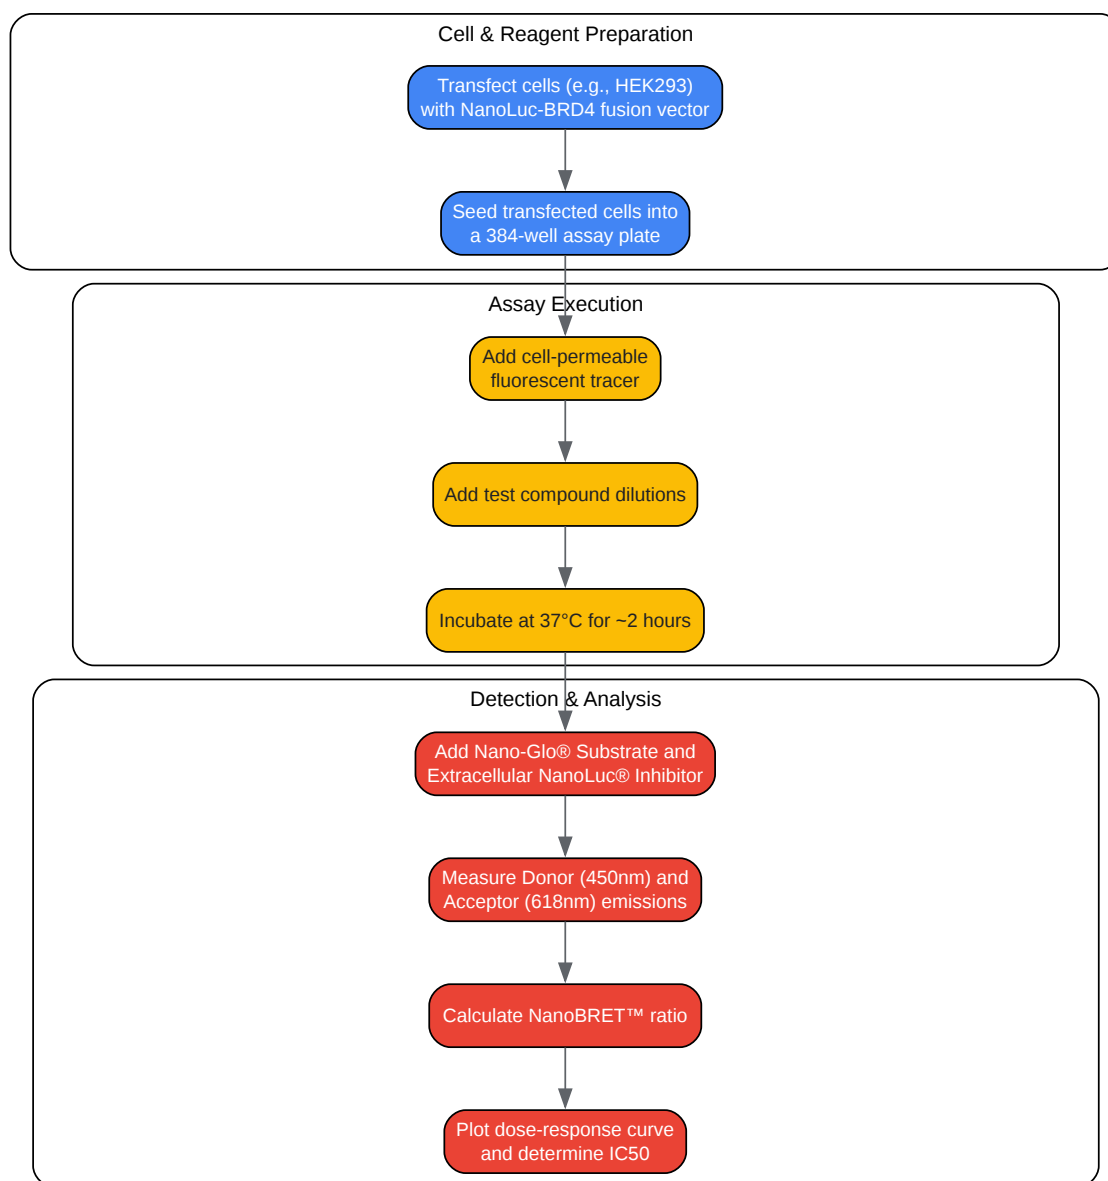 Cell & Reagent Preparation
Transfect cells (e.g., HEK293)
with NanoLuc-BRD4 fusion vector
Seed transfected cells into
a 384-well assay plate
Assay Execution
Add cell-permeable
fluorescent tracer
Add test compound dilutions
Incubate at 37°C for ~2 hours
Detection & Analysis
Add Nano-Glo® Substrate and
Extracellular NanoLuc® Inhibitor
Measure Donor (450nm) and
Acceptor (618nm) emissions
Calculate NanoBRET™ ratio
Plot dose-response curve
and determine IC50